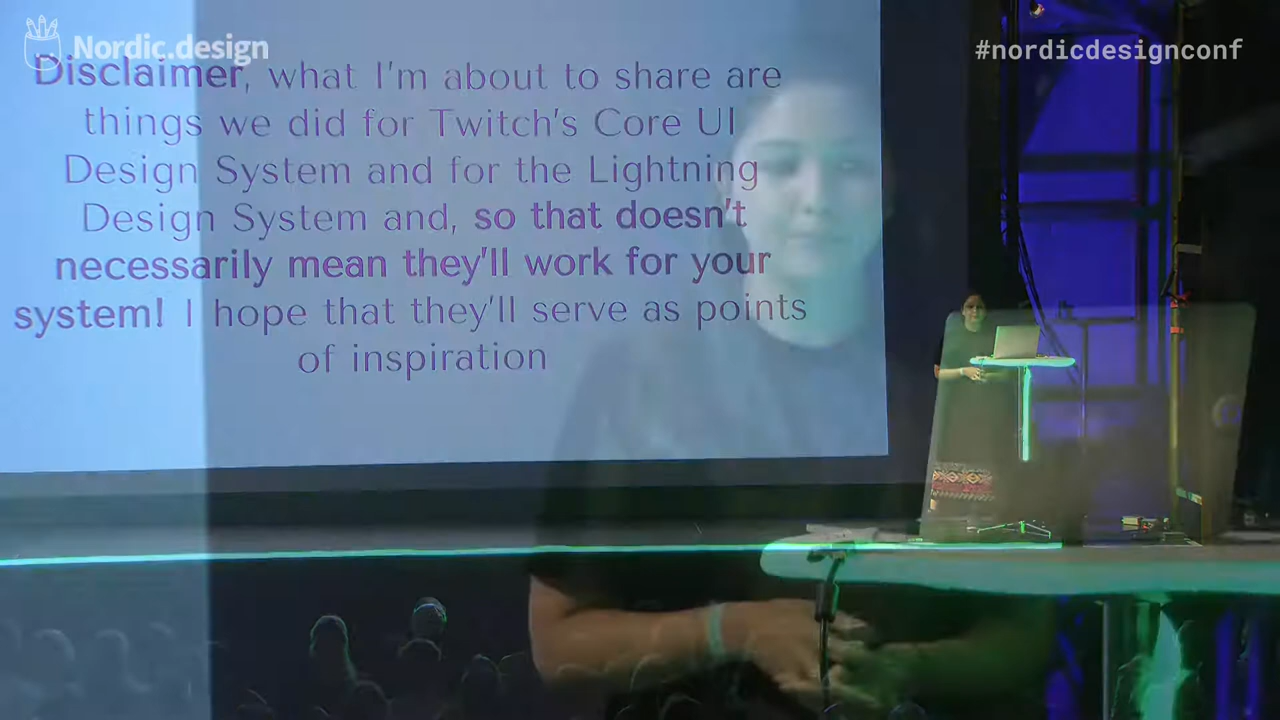 Nordic.design
#nordicdesignconf
Disclaimer, what I'm about to share are
things we did for Twitch's Core UI
Design System and for the Lightning
Design System and, so that doesn't
necessarily mean they'll work for your
system! I hope that they'll serve as points
of inspiration